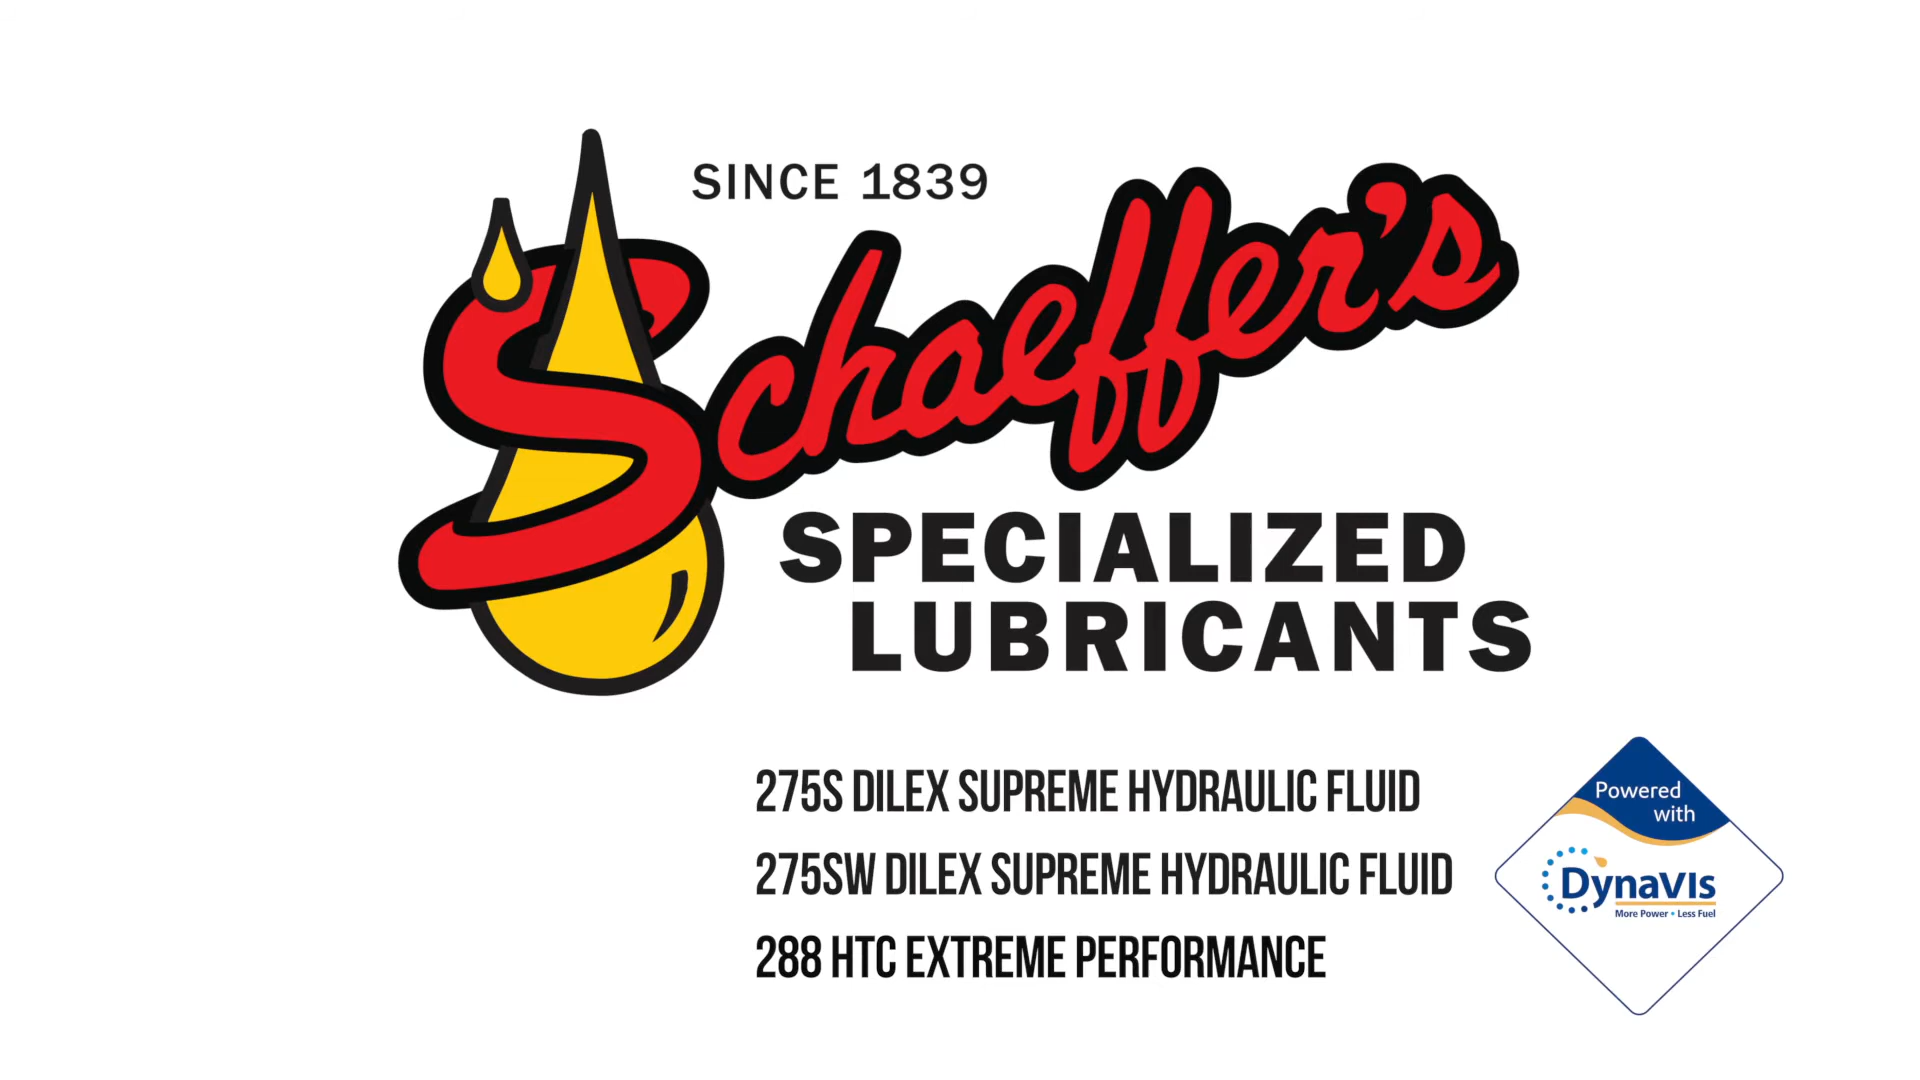 SINCE 1839
Schaeffer's
SPECIALIZED
LUBRICANTS
275S DILEX SUPREME HYDRAULIC FLUID
275SW DILEX SUPREME HYDRAULIC FLUID
288 HTC EXTREME PERFORMANCE
Powered
with
DynaVIs
More Power • Less Fuel